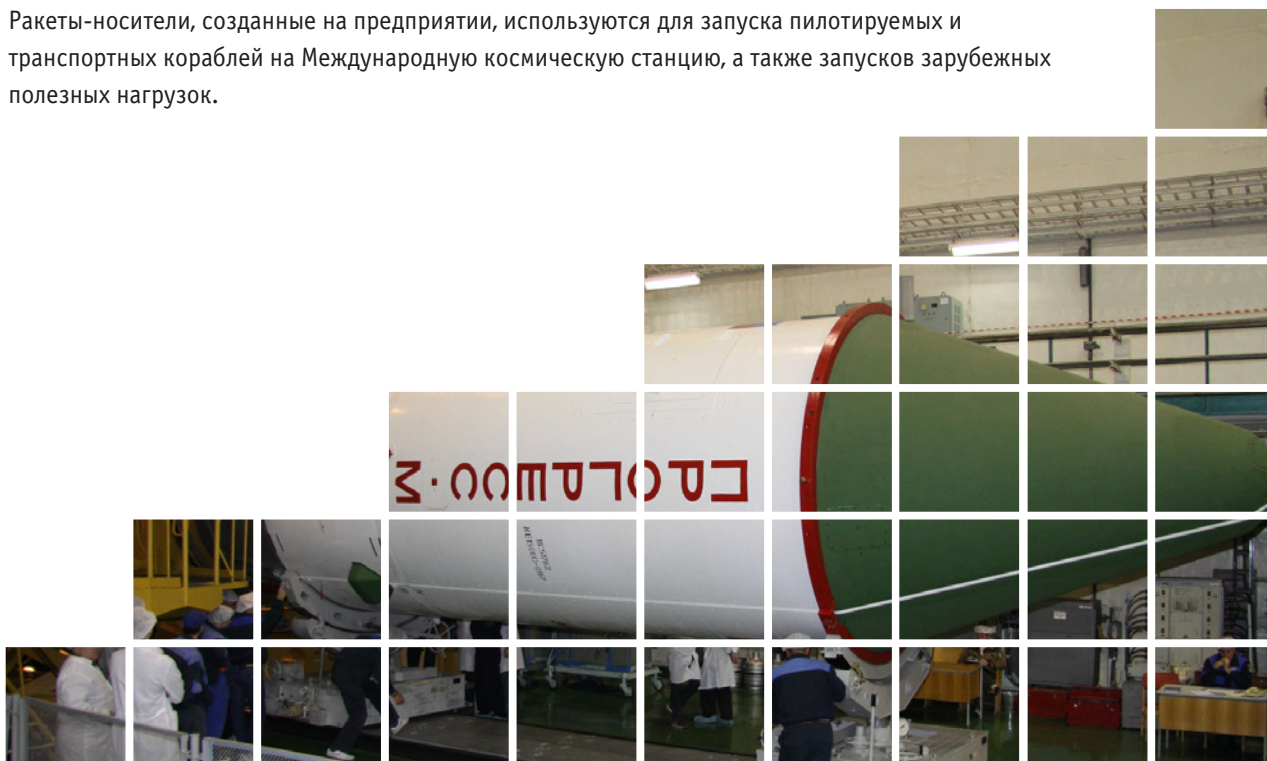 Ракеты-носители, созданные на предприятии, используются для запуска пилотируемых и
транспортных кораблей на Международную космическую станцию, а также запусков зарубежных
полезных нагрузок.
ПРОГРЕСС·М